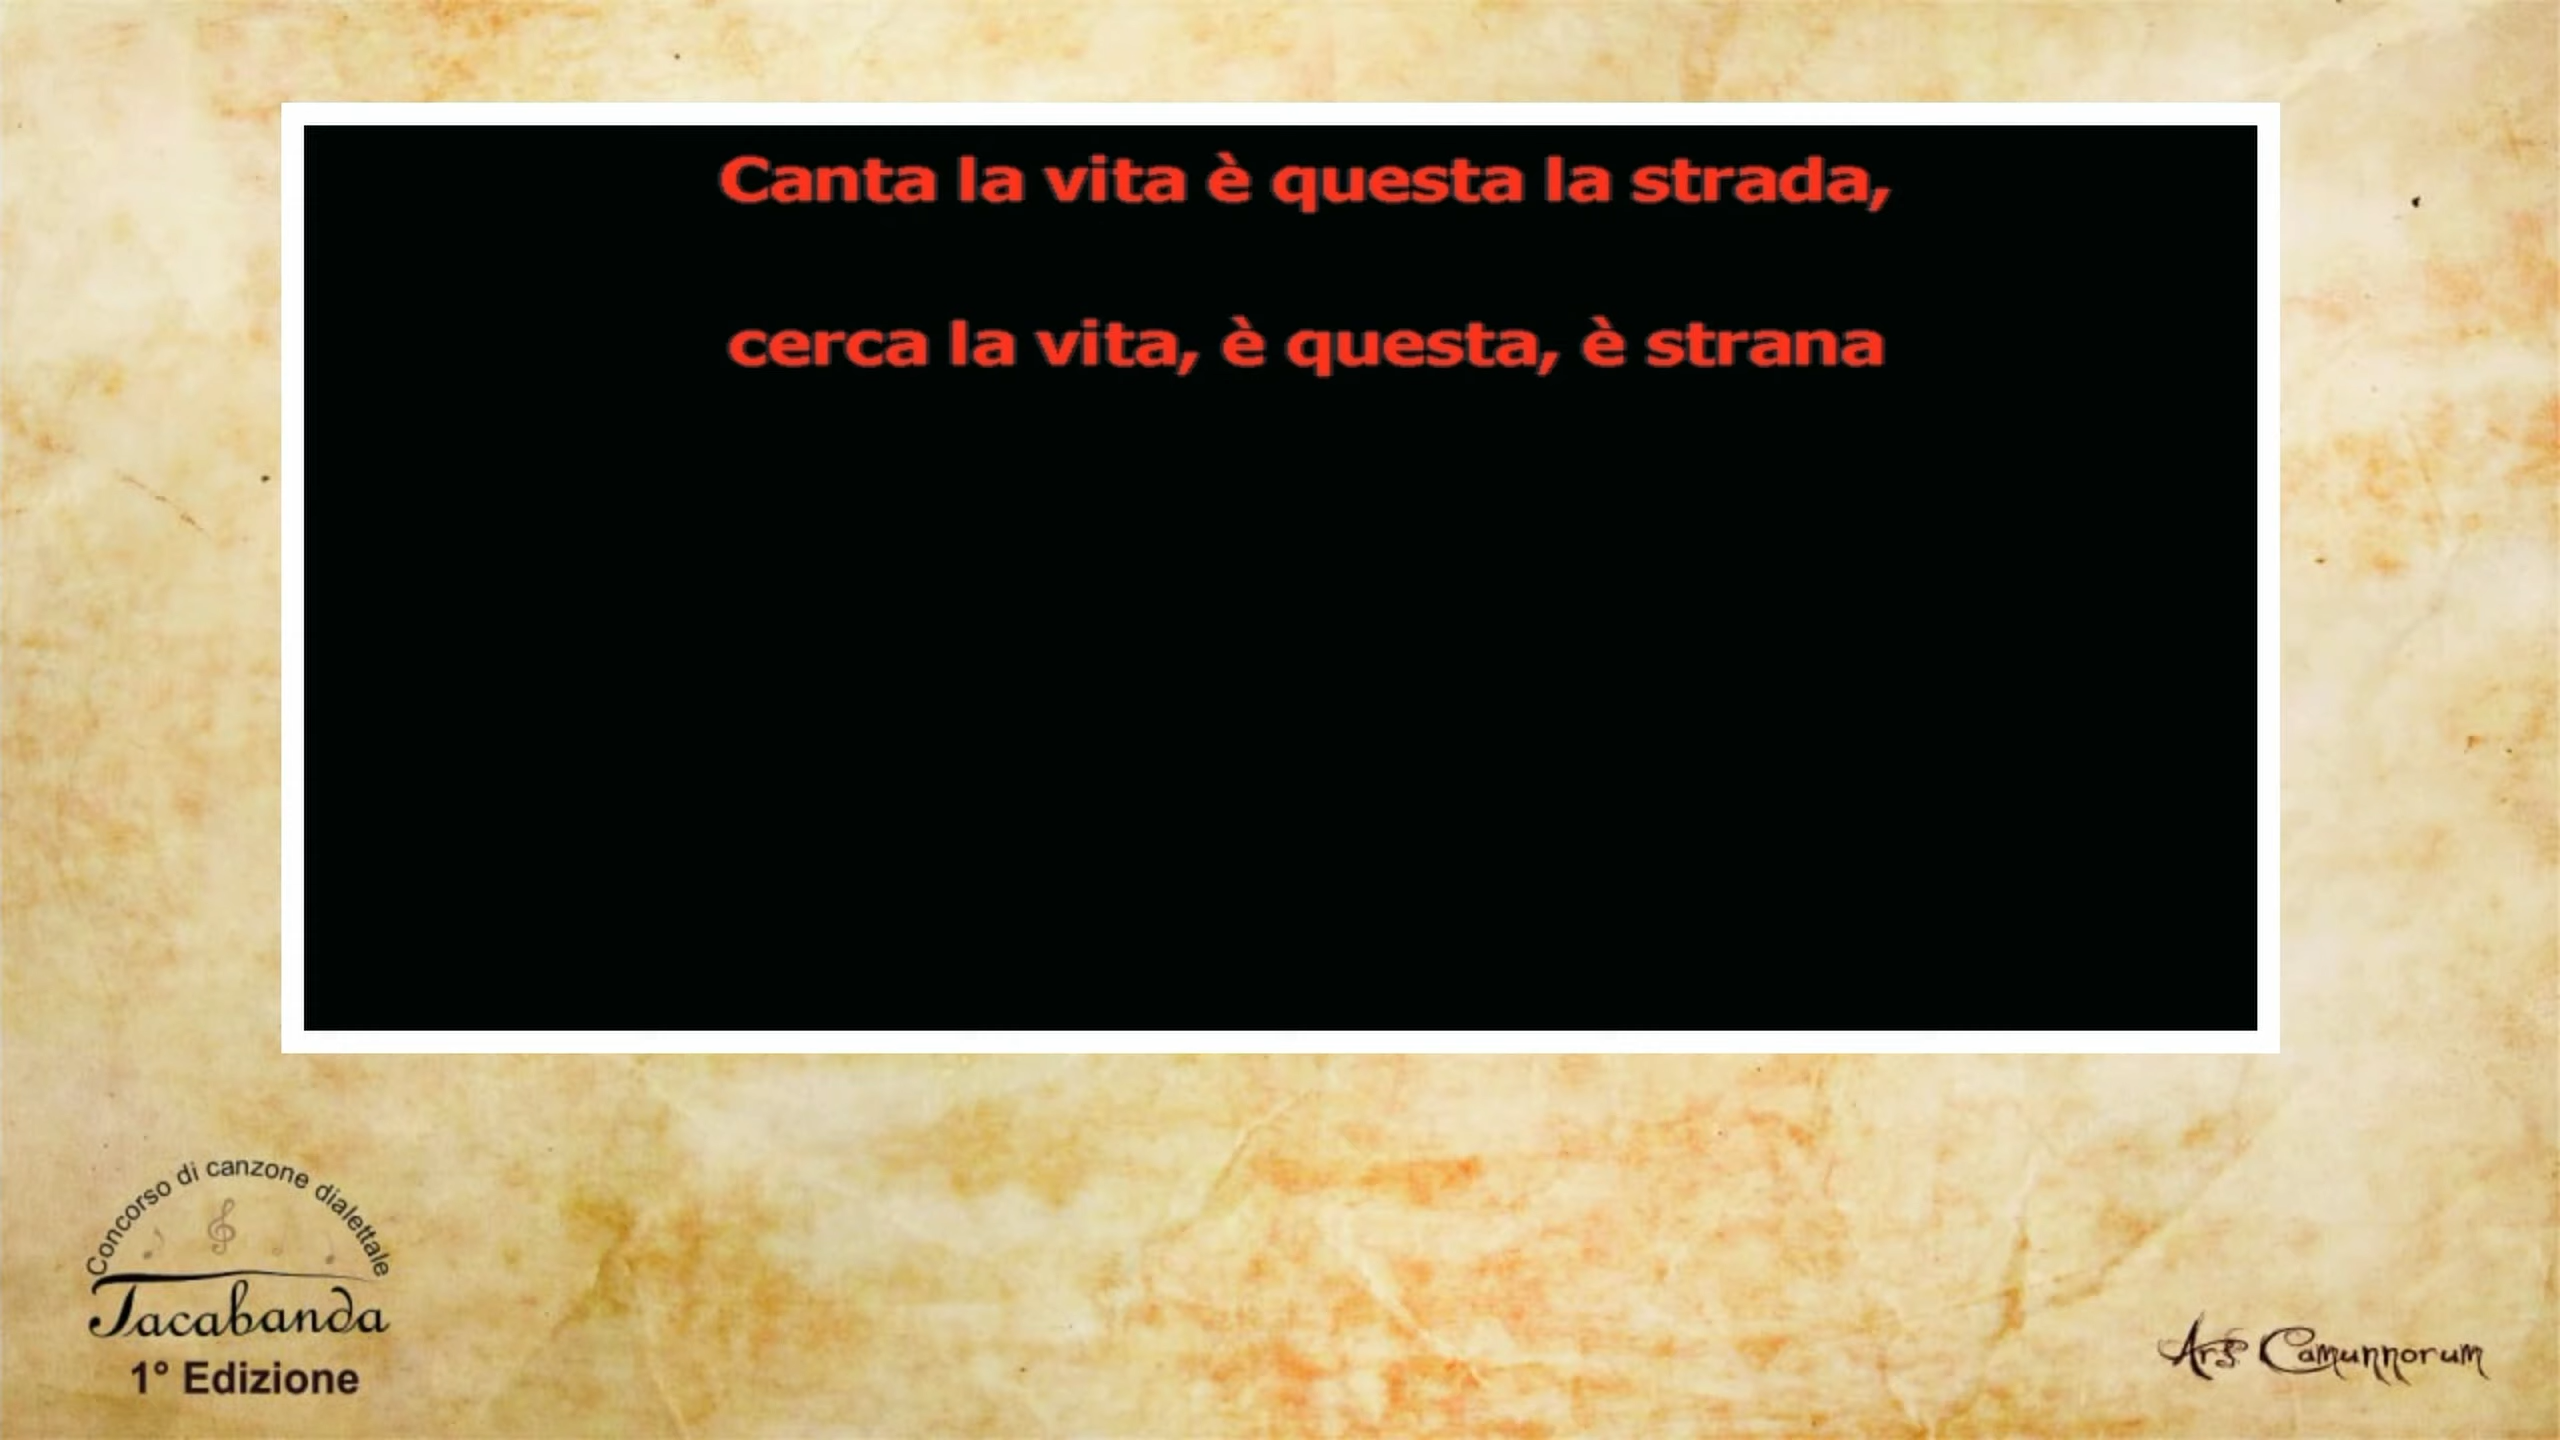 Canta la vita è questa la strada,
cerca la vita, è questa, è strana
Concorso di canzone dialettale
Tacabanda
1° Edizione
Ars Camunnorum